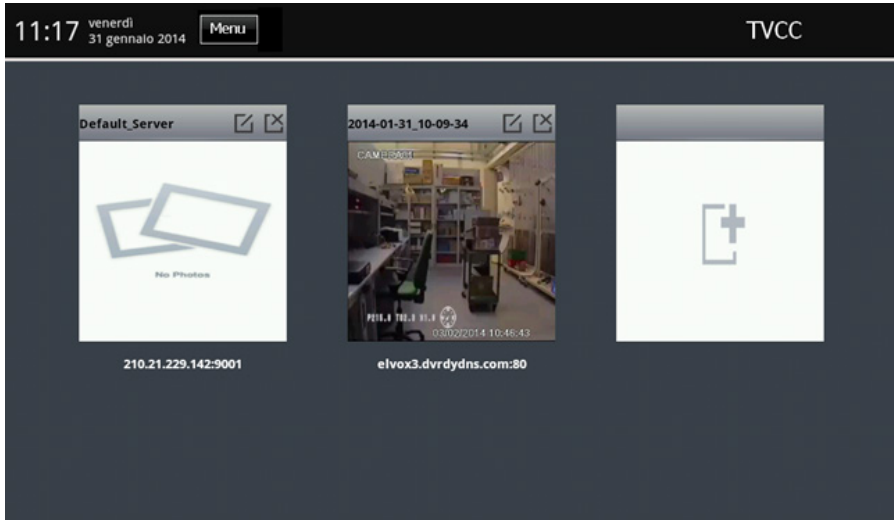 11:17
venerdì
31 gennaio 2014
Menu
TVCC
Default_Server
2014-01-31_10-09-34
No Photos
03/02/2014 10:46:43
210.21.229.142:9001
elvox3.dvrdydns.com:80